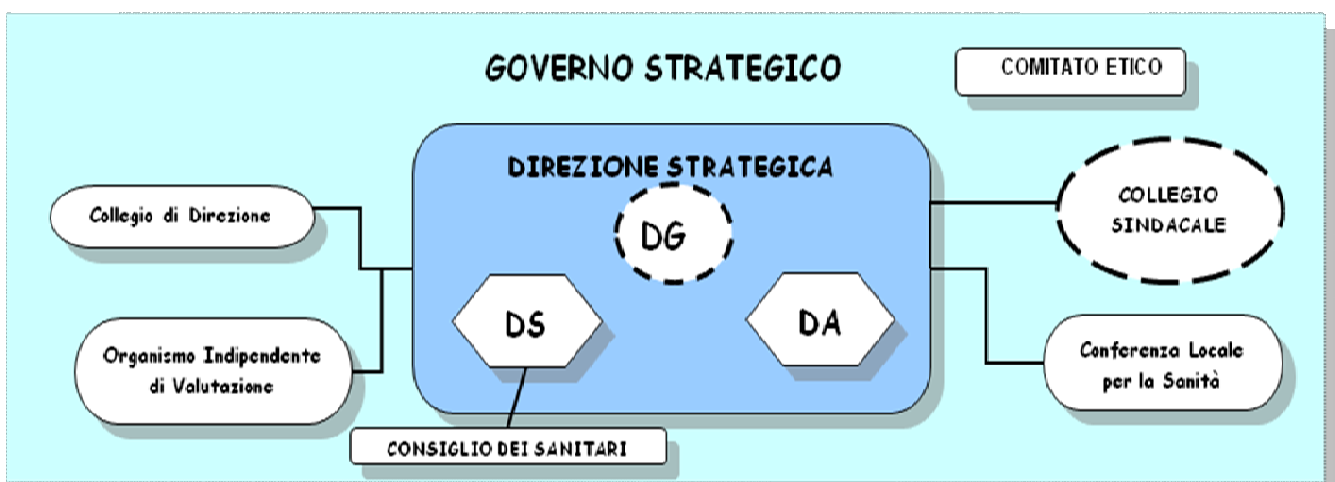 GOVERNO STRATEGICO
COMITATO ETICO
DIREZIONE STRATEGICA
Collegio di Direzione
DG
COLLEGIO
SINDACALE
DS
DA
Organismo Indipendente
di Valutazione
Conferenza Locale
per la Sanità
CONSIGLIO DEI SANITARI